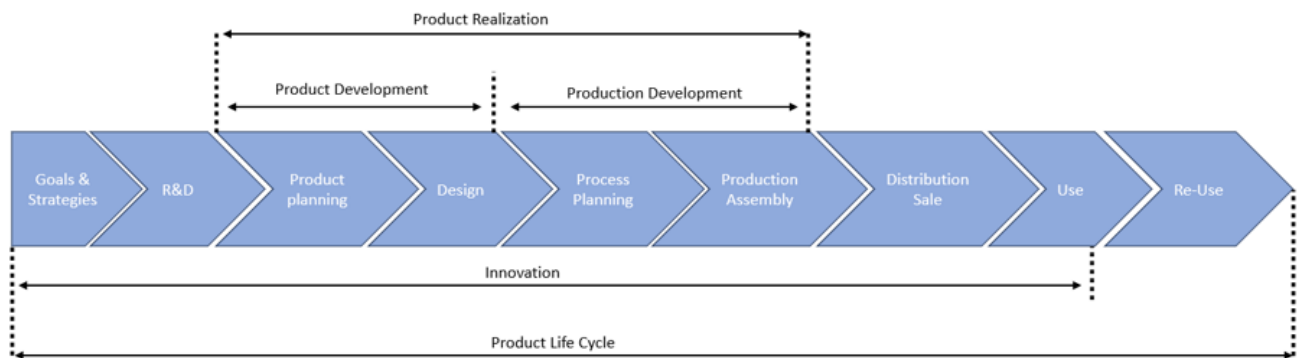 Product Realization
Product Development
Production Development
Goals &
Strategies
R&D
Product
planning
Design
Process
Planning
Production
Assembly
Distribution
Sale
Use
Re-Use
Innovation
Product Life Cycle